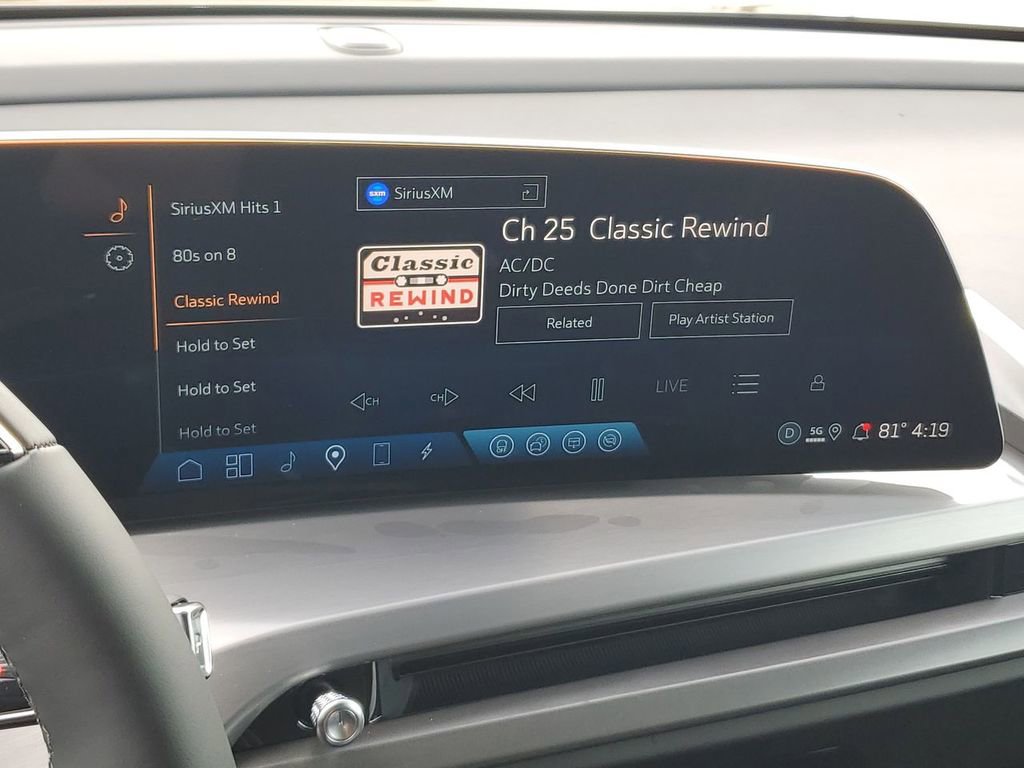 SiriusXM Hits 1
80s on 8
Classic Rewind
Hold to Set
Hold to Set
Hold to Set
sxm SiriusXM
Classic
REWIND
Ch 25 Classic Rewind
AC/DC
Dirty Deeds Done Dirt Cheap
Related
Play Artist Station
CH
CH
LIVE
D 5G 81° 4:19
P